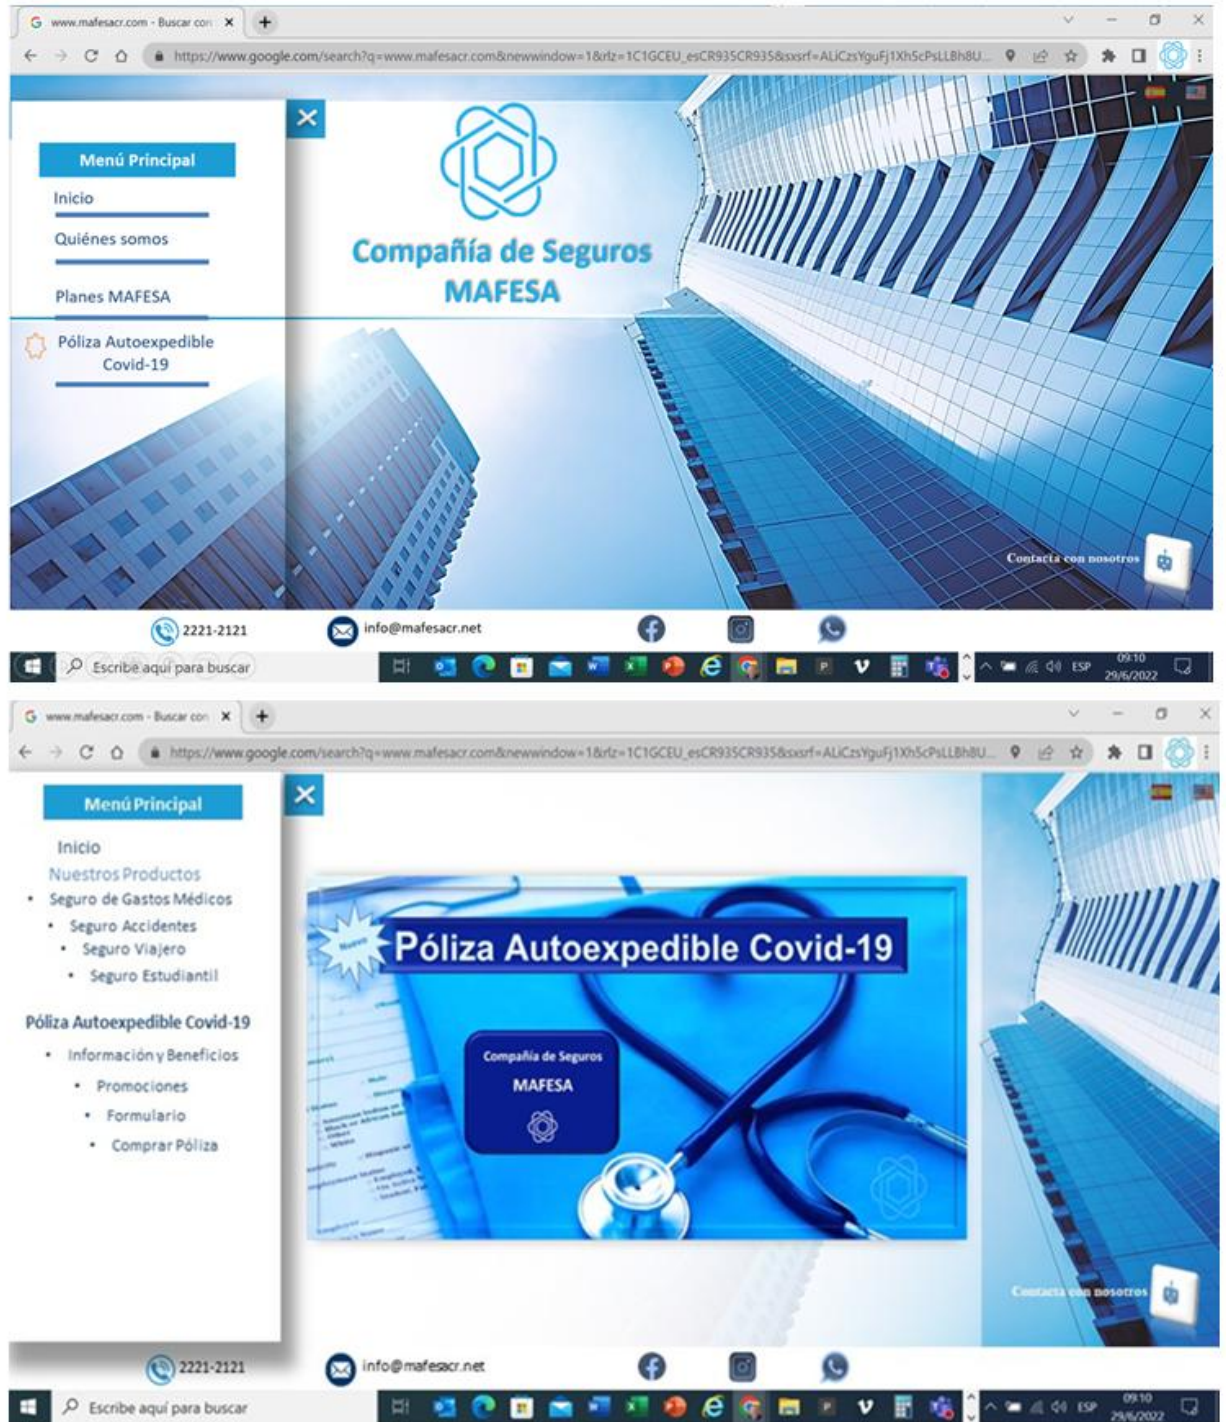 www.mafesacr.com - Buscar con
https://www.google.com/search?q=www.mafesacr.com&newwindow=1&rlz=1C1GCEU_esCR935CR935&sxsrf=ALiCzsYguFj1Xh5cPsLLBh8U...
Menú Principal
Inicio
Quiénes somos
Planes MAFESA
Póliza Autoexpedible
Covid-19
Compañía de Seguros
MAFESA
Contacta con nosotros
2221-2121
info@mafesacr.net
Escribe aquí para buscar
ESP
09:10
29/6/2022
www.mafesacr.com - Buscar con
https://www.google.com/search?q=www.mafesacr.com&newwindow=1&rlz=1C1GCEU_esCR935CR935&sxsrf=ALiCzsYguFj1Xh5cPsLLBh8U...
Menú Principal
Inicio
Nuestros Productos
• Seguro de Gastos Médicos
• Seguro Accidentes
• Seguro Viajero
• Seguro Estudiantil
Póliza Autoexpedible Covid-19
• Información y Beneficios
• Promociones
• Formulario
• Comprar Póliza
Nuevo
Póliza Autoexpedible Covid-19
Compañía de Seguros
MAFESA
Contacta con nosotros
2221-2121
info@mafesacr.net
Escribe aquí para buscar
ESP
09:10
29/6/2022